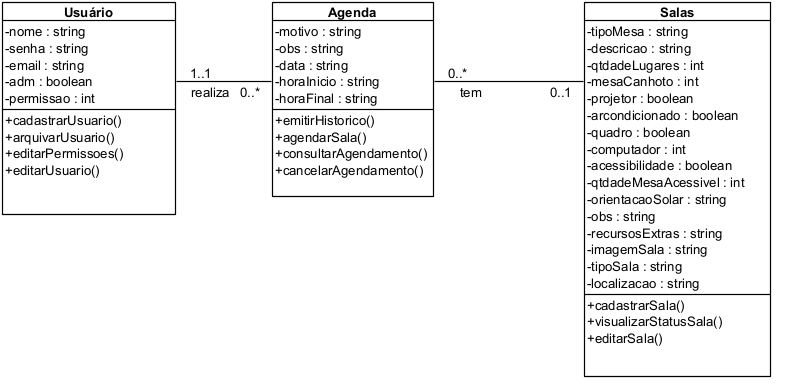 Usuário
-nome : string
-senha : string
-email : string
-adm : boolean
-permissao : int
+cadastrarUsuario()
+arquivarUsuario()
+editarPermissoes()
+editarUsuario()
1..1
realiza 0..*
Agenda
-motivo : string
-obs : string
-data : string
-horaInicio : string
-horaFinal : string
+emitirHistorico()
+agendarSala()
+consultarAgendamento()
+cancelarAgendamento()
0..*
tem 0..1
Salas
-tipoMesa : string
-descricao : string
-qtdadeLugares : int
-mesaCanhoto : int
-projetor : boolean
-arcondicionado : boolean
-quadro : boolean
-computador : int
-acessibilidade : boolean
-qtdadeMesaAcessivel : int
-orientacaoSolar : string
-obs : string
-recursosExtras : string
-imagemSala : string
-tipoSala : string
-localizacao : string
+cadastrarSala()
+visualizarStatusSala()
+editarSala()